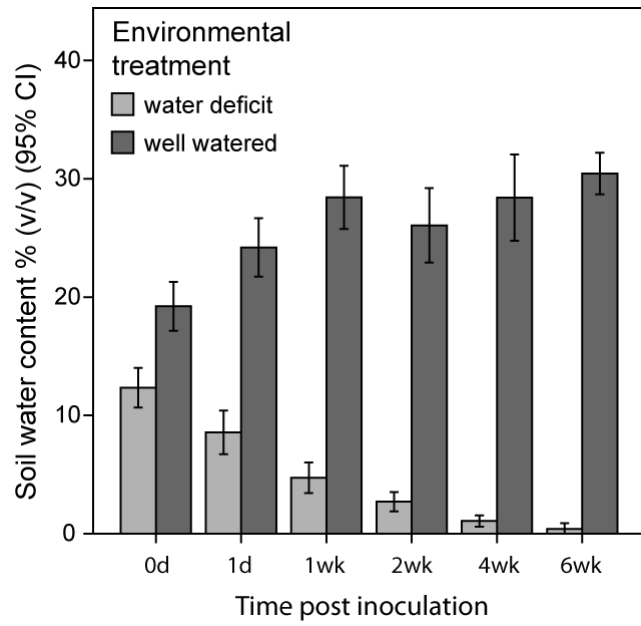 Environmental
treatment
water deficit
well watered
Soil water content % (v/v) (95% CI)
40
30
20
10
0
0d 1d 1wk 2wk 4wk 6wk
Time post inoculation